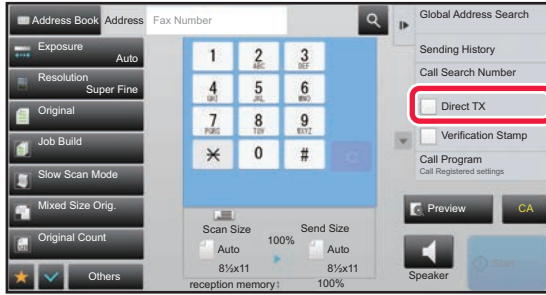 Address Book Address Fax Number
Exposure
Auto
Resolution
Super Fine
Original
Job Build
Slow Scan Mode
Mixed Size Orig.
Original Count
Others
1 2 ABC 3 DEF
4 GHI 5 JKL 6 MNO
7 PQRS 8 TUV 9 WXYZ
0 #
C
Scan Size 100% Send Size
Auto Auto
8½x11 8½x11
reception memory: 100%
Global Address Search
Sending History
Call Search Number
Direct TX
Verification Stamp
Call Program
Call Registered settings
Preview CA
Speaker Start